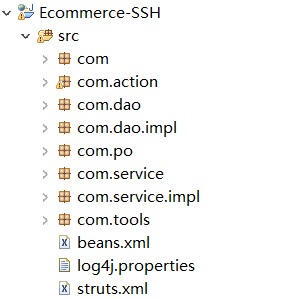 Ecommerce-SSH
src
com
com.action
com.dao
com.dao.impl
com.po
com.service
com.service.impl
com.tools
beans.xml
log4j.properties
struts.xml